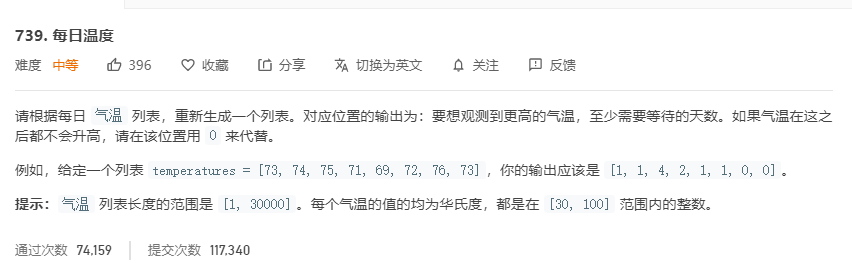 739. 每日温度
难度 中等 396 收藏 分享 切换为英文 关注 反馈
请根据每日 气温 列表，重新生成一个列表。对应位置的输出为：要想观测到更高的气温，至少需要等待的天数。如果气温在这之
后都不会升高，请在该位置用 0 来代替。
例如，给定一个列表 temperatures = [73, 74, 75, 71, 69, 72, 76, 73]，你的输出应该是 [1, 1, 4, 2, 1, 1, 0, 0]。
提示：气温 列表长度的范围是 [1, 30000]。每个气温的值的均为华氏度，都是在 [30, 100] 范围内的整数。
通过次数 74,159 提交次数 117,340